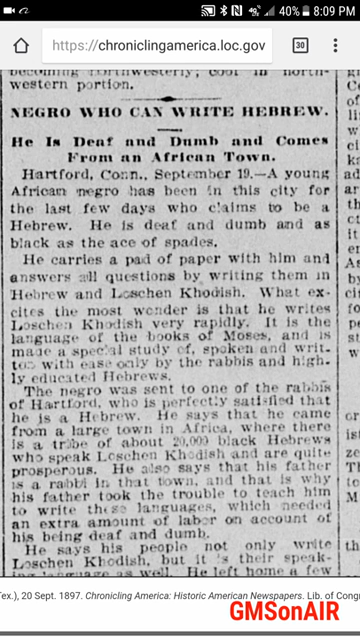 40% 8:09 PM
https://chroniclingamerica.loc.gov
30
becoming northwesterly; cool in north-
western portion.
NEGRO WHO CAN WRITE HEBREW.
He Is Deaf and Dumb and Comes
From an African Town.
Hartford, Conn., September 19.—A young
African negro has been in this city for
the last few days who claims to be a
Hebrew. He is deaf and dumb and as
black as the ace of spades.
He carries a pad of paper with him and
answers all questions by writing them in
Hebrew and Loschen Khodish. What ex-
cites the most wonder is that he writes
Loschen Khodish very rapidly. It is the
language of the books of Moses, and is
made a special study of, spoken and writ-
ten with ease only by the rabbis and high-
ly educated Hebrews.
The negro was sent to one of the rabbis
of Hartford, who is perfectly satisfied that
he is a Hebrew. He says that he came
from a large town in Africa, where there
is a tribe of about 20,000 black Hebrews
who speak Loschen Khodish and are quite
prosperous. He also says that his father
is a rabbi in that town, and that is why
his father took the trouble to teach him
to write these languages, which needed
an extra amount of labor on account of
his being deaf and dumb.
He says his people not only write
Loschen Khodish, but it is their speak-
ing language as well. He left home a few
Tex.), 20 Sept. 1897. Chronicling America: Historic American Newspapers. Lib. of Cong
GMSonAIR